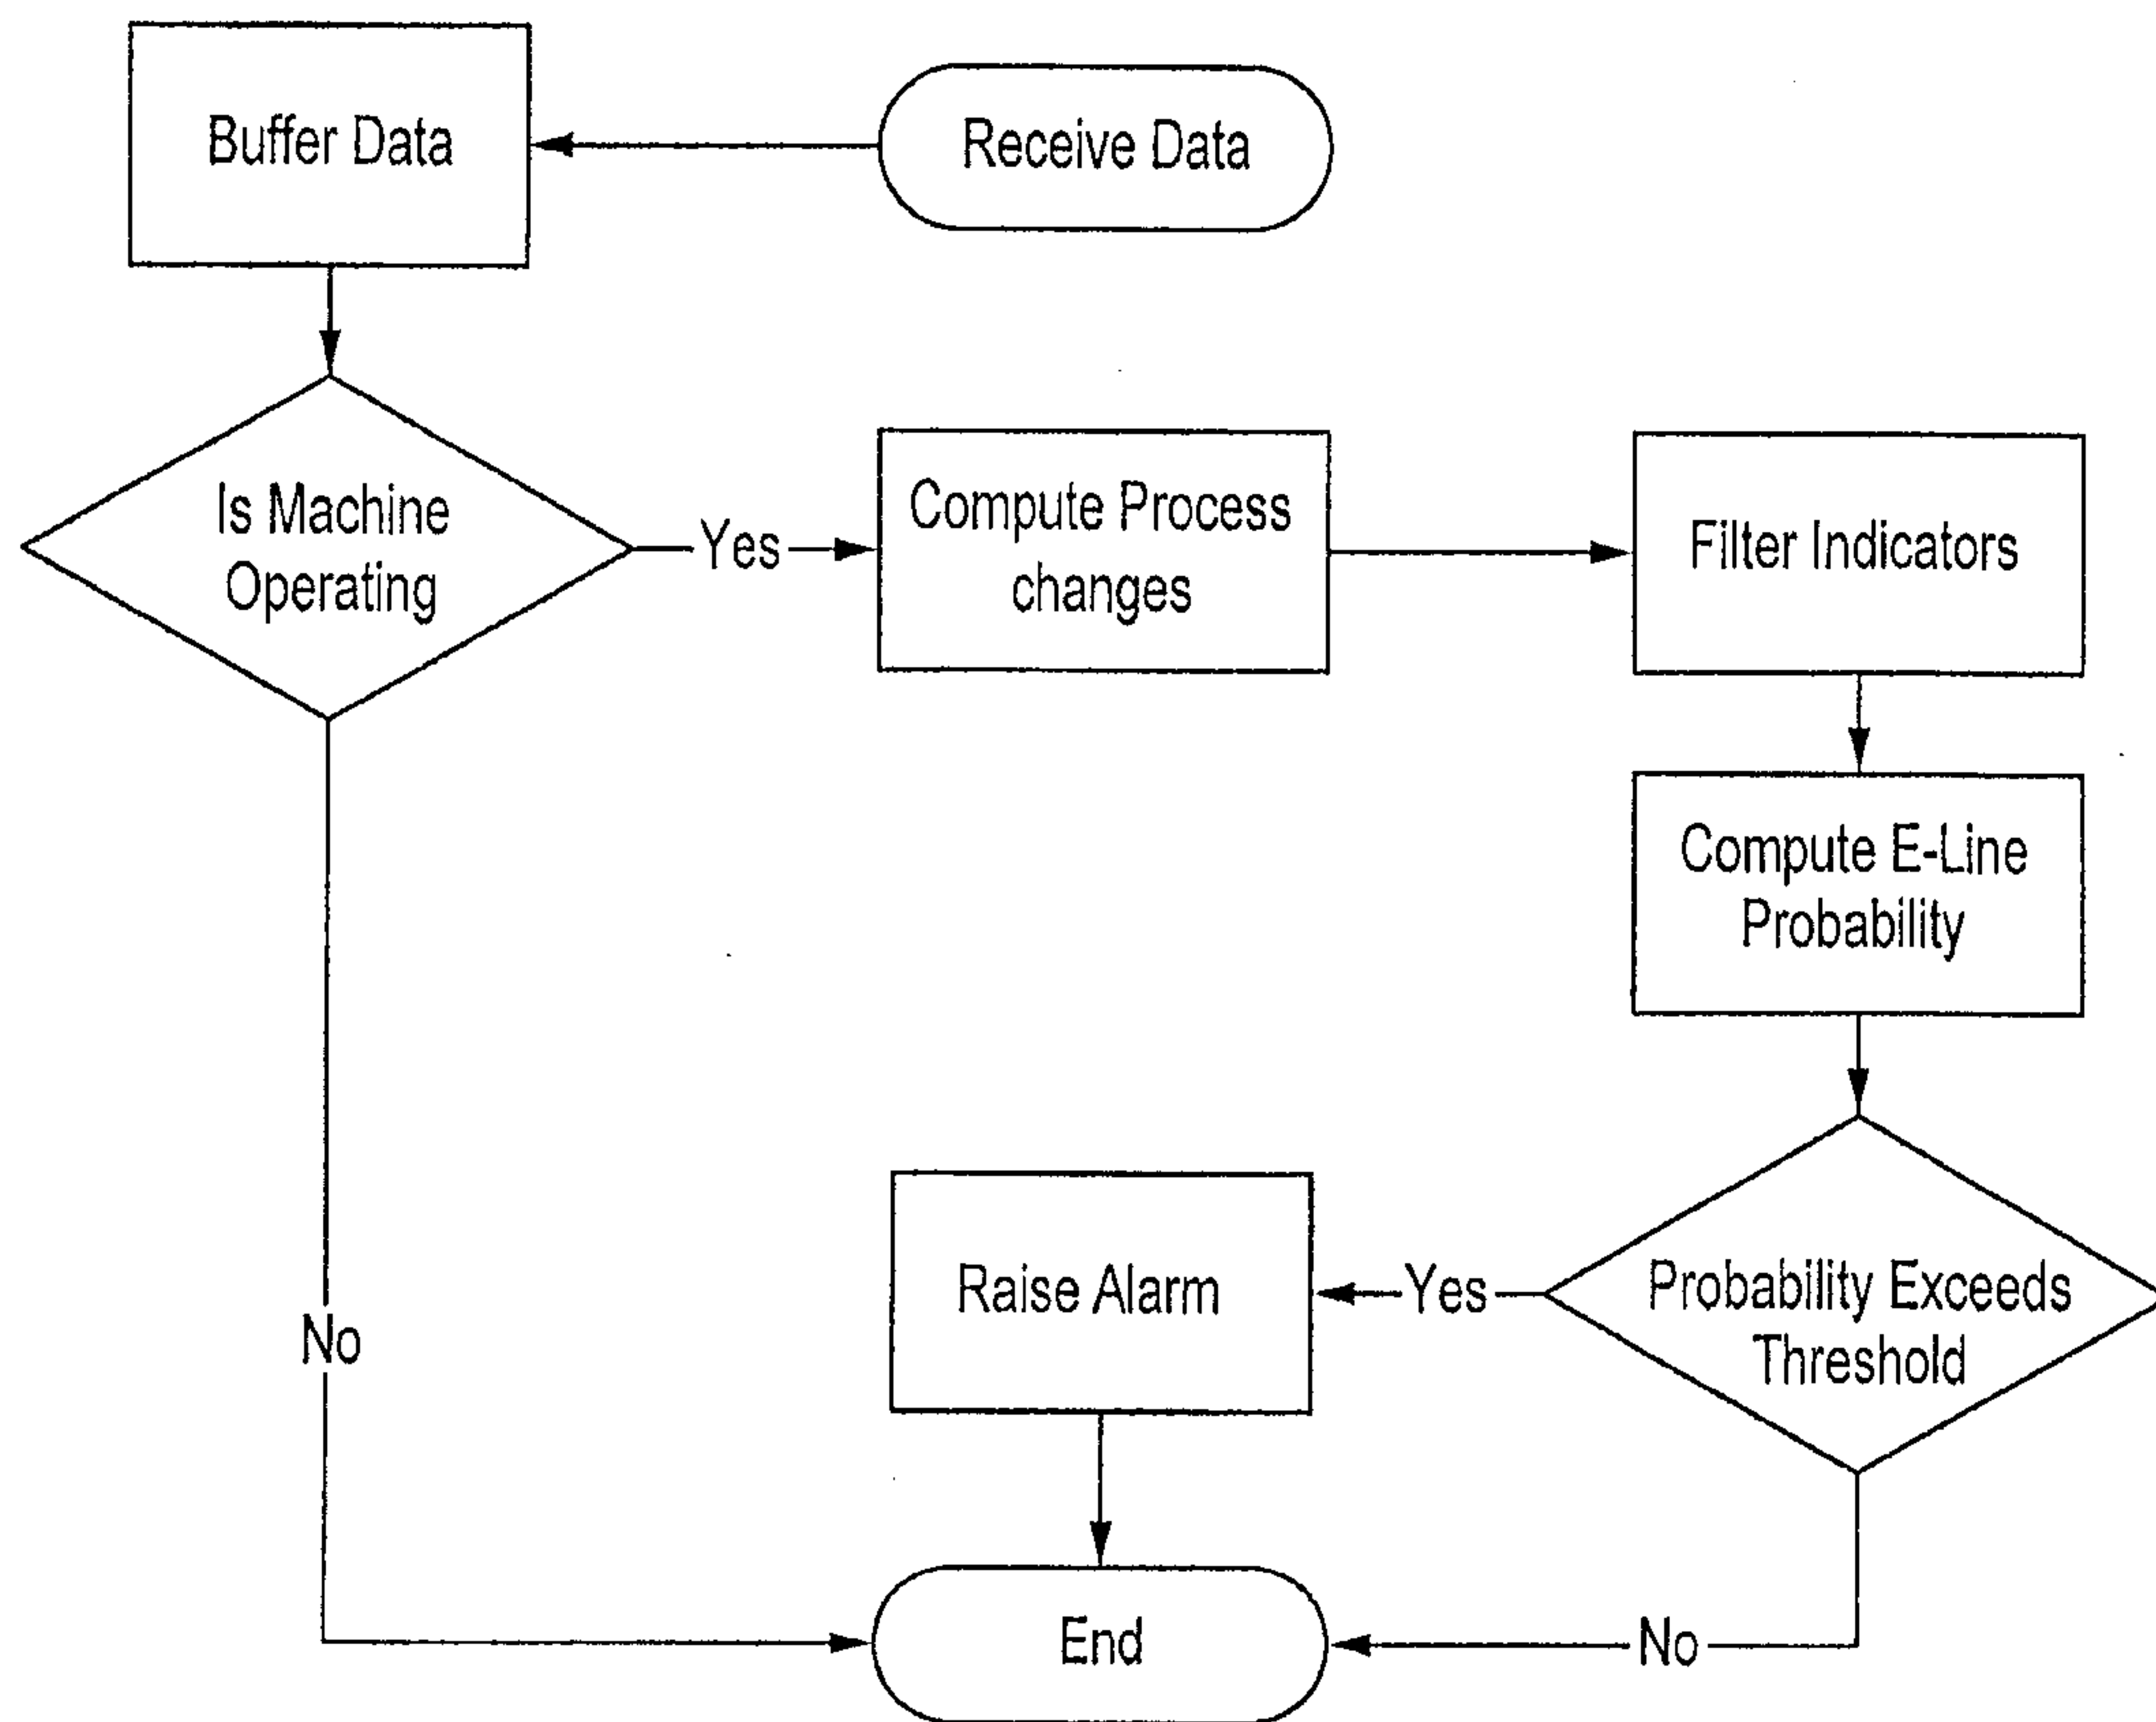 Buffer Data
Receive Data
Is Machine
Operating
Yes
Compute Process
changes
Filter Indicators
Compute E-Line
Probability
Probability Exceeds
Threshold
Yes
Raise Alarm
No
End
No